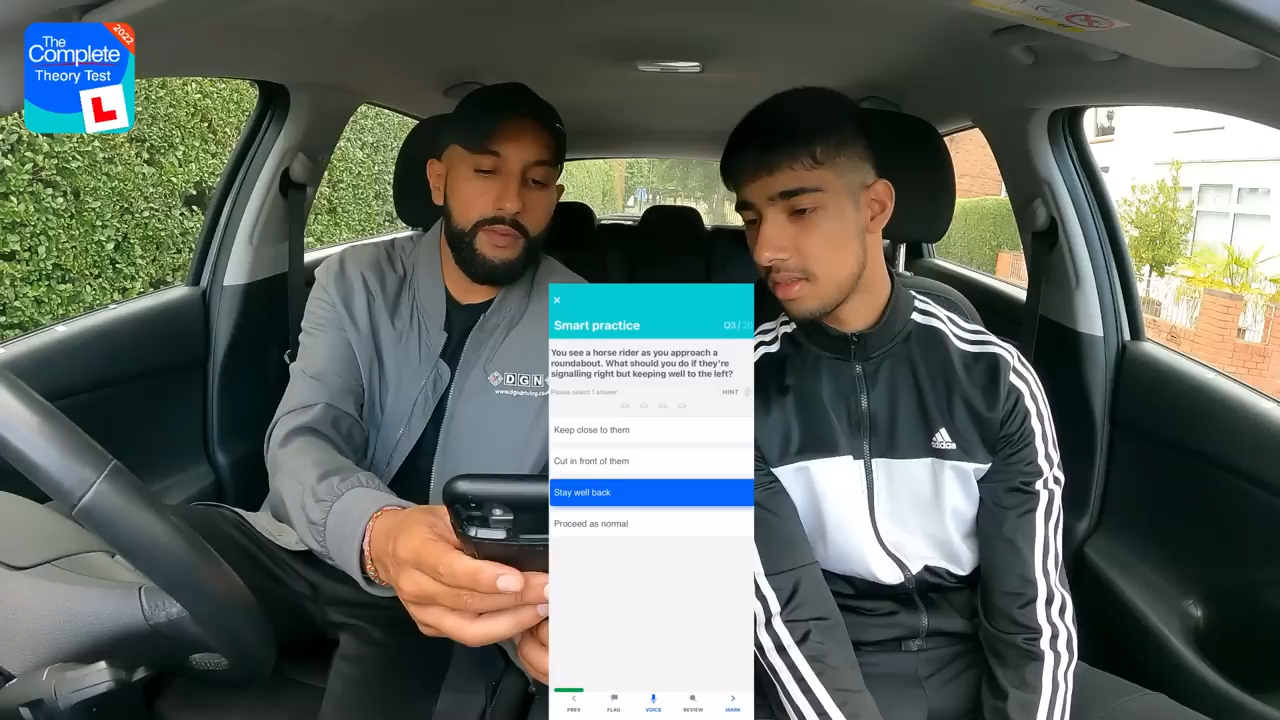 2022
The
Complete
Theory Test
L
Smart practice
Q3 / 20
You see a horse rider as you approach a
roundabout. What should you do if they're
signalling right but keeping well to the left?
Please select 1 answer
HINT
Keep close to them
Cut in front of them
Stay well back
Proceed as normal
PREV
FLAG
VOICE
REVIEW
MARK
DGN
www.dgndriving.co
adidas